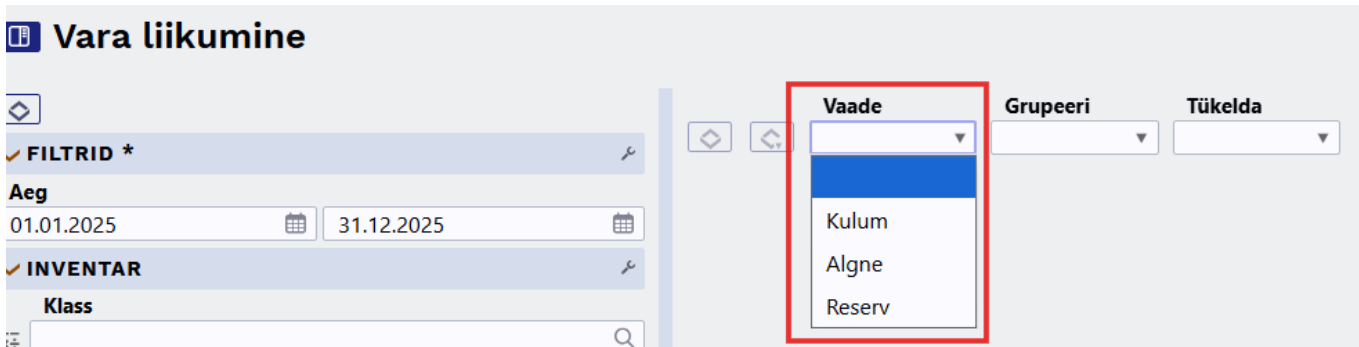 Vara liikumine
FILTRID *
Aeg
01.01.2025 31.12.2025
INVENTAR
Klass
Vaade Grupeeri Tükelda
Kulum
Algne
Reserv